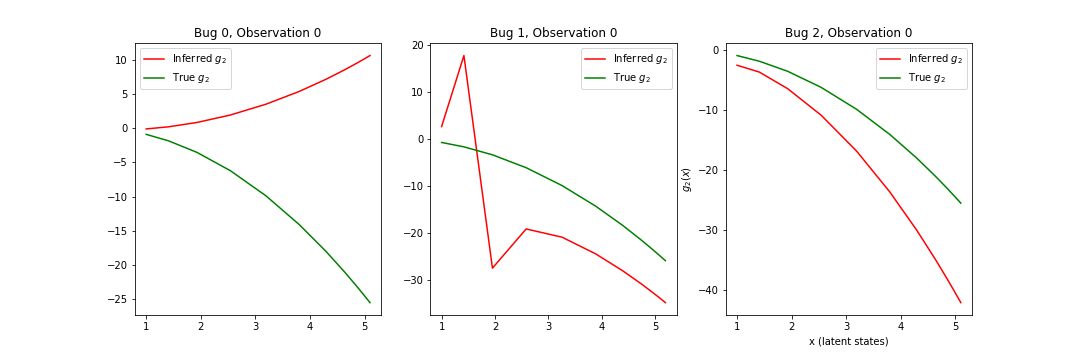 Bug 0, Observation 0
Inferred g₂
True g₂
10
5
0
−5
−10
−15
−20
−25
1 2 3 4 5
Bug 1, Observation 0
Inferred g₂
True g₂
20
10
0
−10
−20
−30
1 2 3 4 5
Bug 2, Observation 0
Inferred g₂
True g₂
g₂(x)
0
−10
−20
−30
−40
1 2 3 4 5
x (latent states)